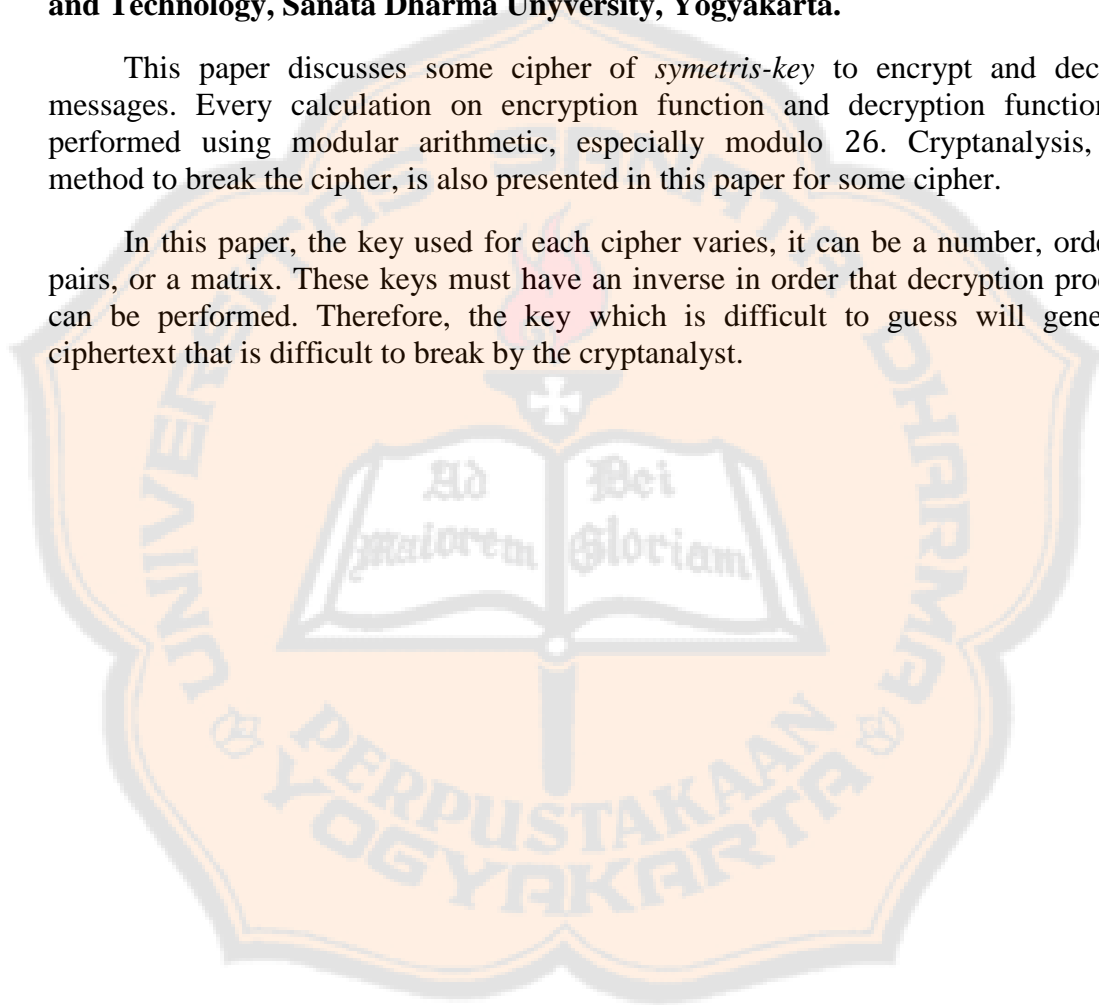 and Technology, Sanata Dharma Unyversity, Yogyakarta.
This paper discusses some cipher of symetris-key to encrypt and dec
messages. Every calculation on encryption function and decryption function
performed using modular arithmetic, especially modulo 26. Cryptanalysis,
method to break the cipher, is also presented in this paper for some cipher.
In this paper, the key used for each cipher varies, it can be a number, orde
pairs, or a matrix. These keys must have an inverse in order that decryption pro
can be performed. Therefore, the key which is difficult to guess will gene
ciphertext that is difficult to break by the cryptanalyst.
UNIVERSITAS SANATA DHARMA
Ad Dei
maiorem Gloriam
PERPUSTAKAAN
YOGYAKARTA